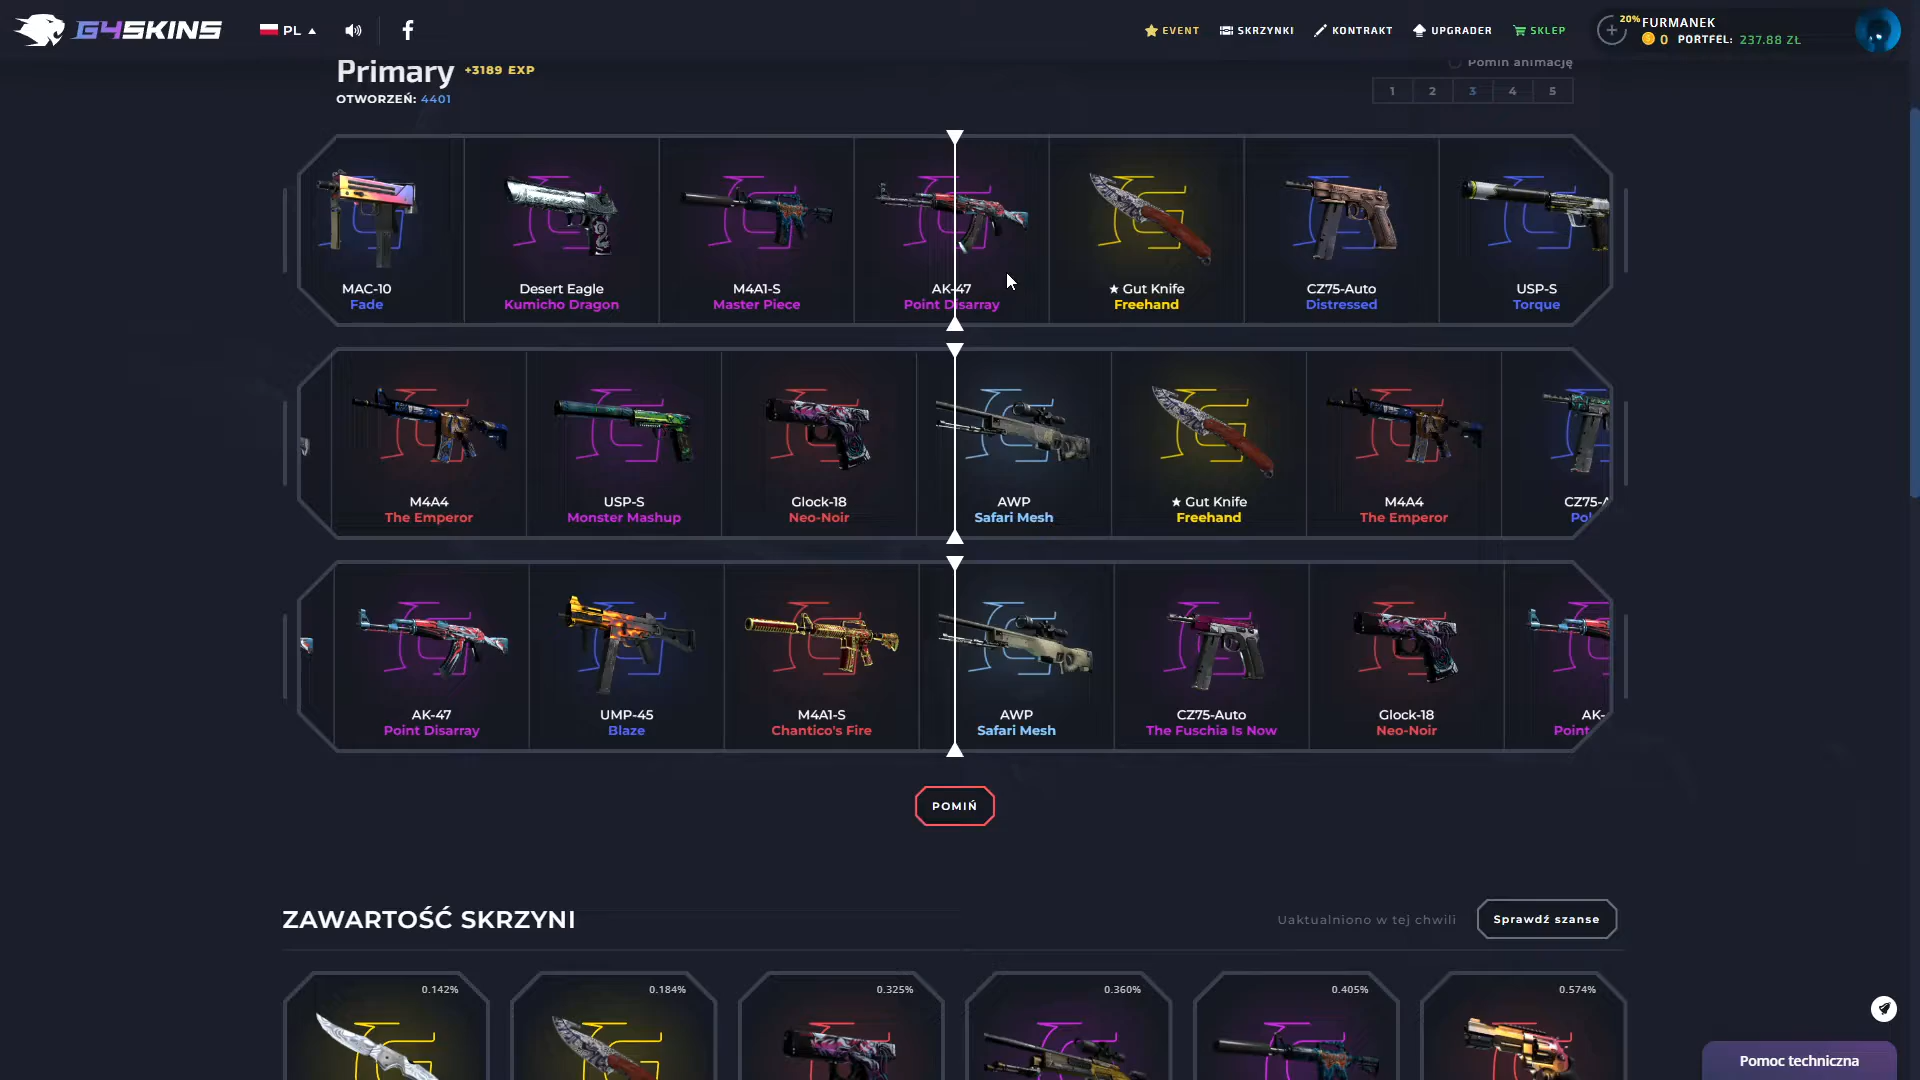 G4SKINS
PL
EVENT
SKRZYNKI
KONTRAKT
UPGRADER
SKLEP
20%
FURMANEK
0 PORTFEL: 237.88 ZŁ
Primary +3189 EXP
OTWORZEŃ: 4401
Pomiń animację
1 2 3 4 5
MAC-10
Fade
Desert Eagle
Kumicho Dragon
M4A1-S
Master Piece
AK-47
Point Disarray
★ Gut Knife
Freehand
CZ75-Auto
Distressed
USP-S
Torque
M4A4
The Emperor
USP-S
Monster Mashup
Glock-18
Neo-Noir
AWP
Safari Mesh
★ Gut Knife
Freehand
M4A4
The Emperor
CZ75-A
Pol
AK-47
Point Disarray
UMP-45
Blaze
M4A1-S
Chantico's Fire
AWP
Safari Mesh
CZ75-Auto
The Fuschia Is Now
Glock-18
Neo-Noir
AK-
Point
POMIŃ
ZAWARTOŚĆ SKRZYNI
Uaktualniono w tej chwili
Sprawdź szanse
0.142%
0.184%
0.325%
0.360%
0.405%
0.574%
Pomoc techniczna